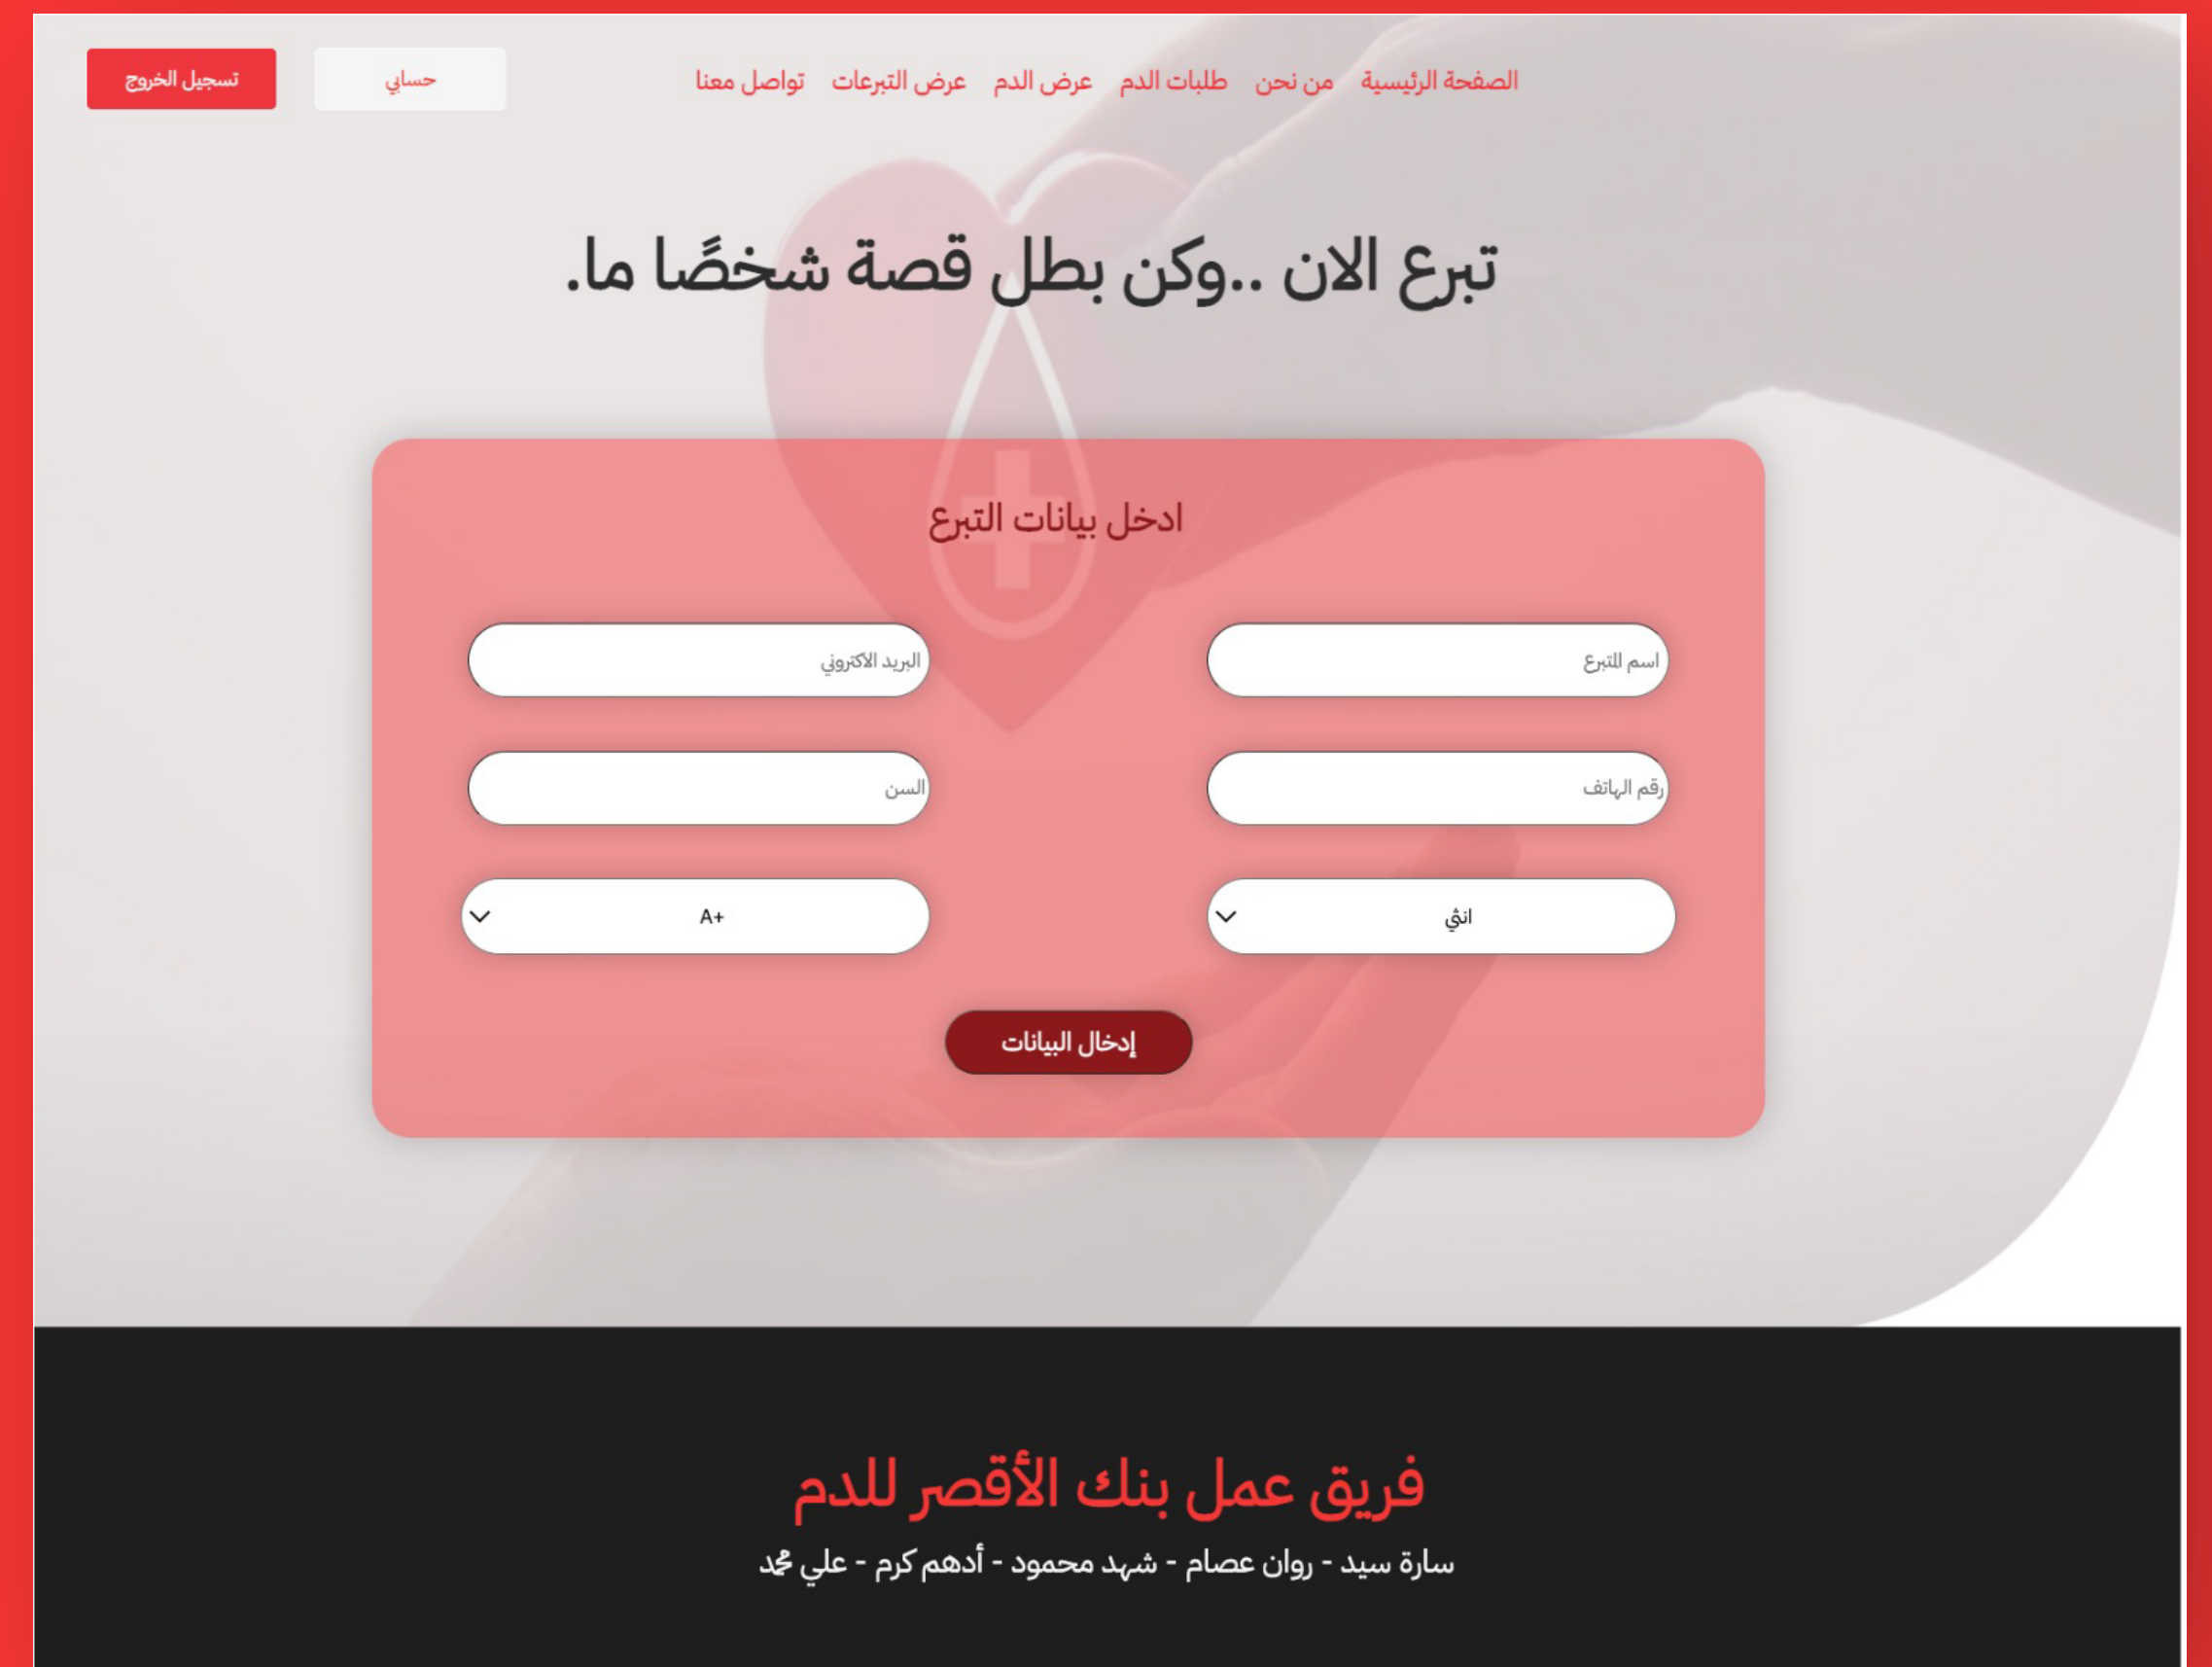 الصفحة الرئيسية من نحن طلبات الدم عرض الدم عرض التبرعات تواصل معنا حسابي تسجيل الخروج
تبرع الان ..وكن بطل قصة شخصًا ما.
ادخل بيانات التبرع
اسم المتبرع البريد الاكتروني
رقم الهاتف السن
انثي A+
إدخال البيانات
فريق عمل بنك الأقصر للدم
سارة سيد - روان عصام - شهد محمود - أدهم كرم - علي محمد